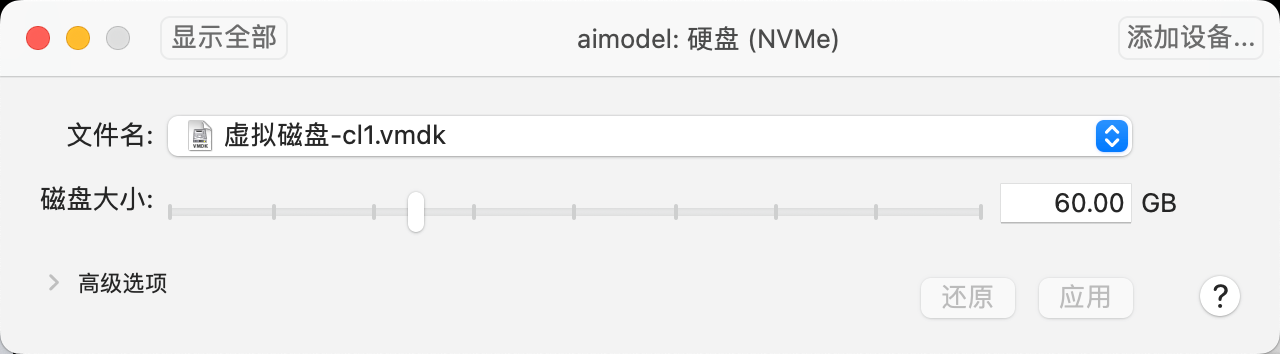 显示全部 aimodel: 硬盘 (NVMe) 添加设备...
文件名: VMDK 虚拟磁盘-cl1.vmdk
磁盘大小: 60.00 GB
高级选项 还原 应用 ?